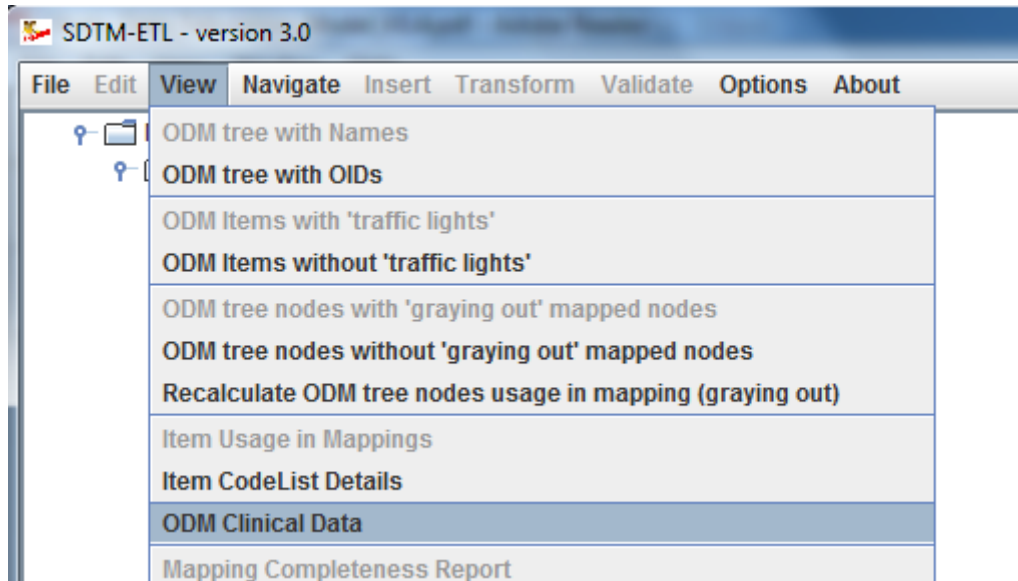 SDTM-ETL - version 3.0
File Edit View Navigate Insert Transform Validate Options About
ODM tree with Names
ODM tree with OIDs
ODM Items with 'traffic lights'
ODM Items without 'traffic lights'
ODM tree nodes with 'graying out' mapped nodes
ODM tree nodes without 'graying out' mapped nodes
Recalculate ODM tree nodes usage in mapping (graying out)
Item Usage in Mappings
Item CodeList Details
ODM Clinical Data
Mapping Completeness Report